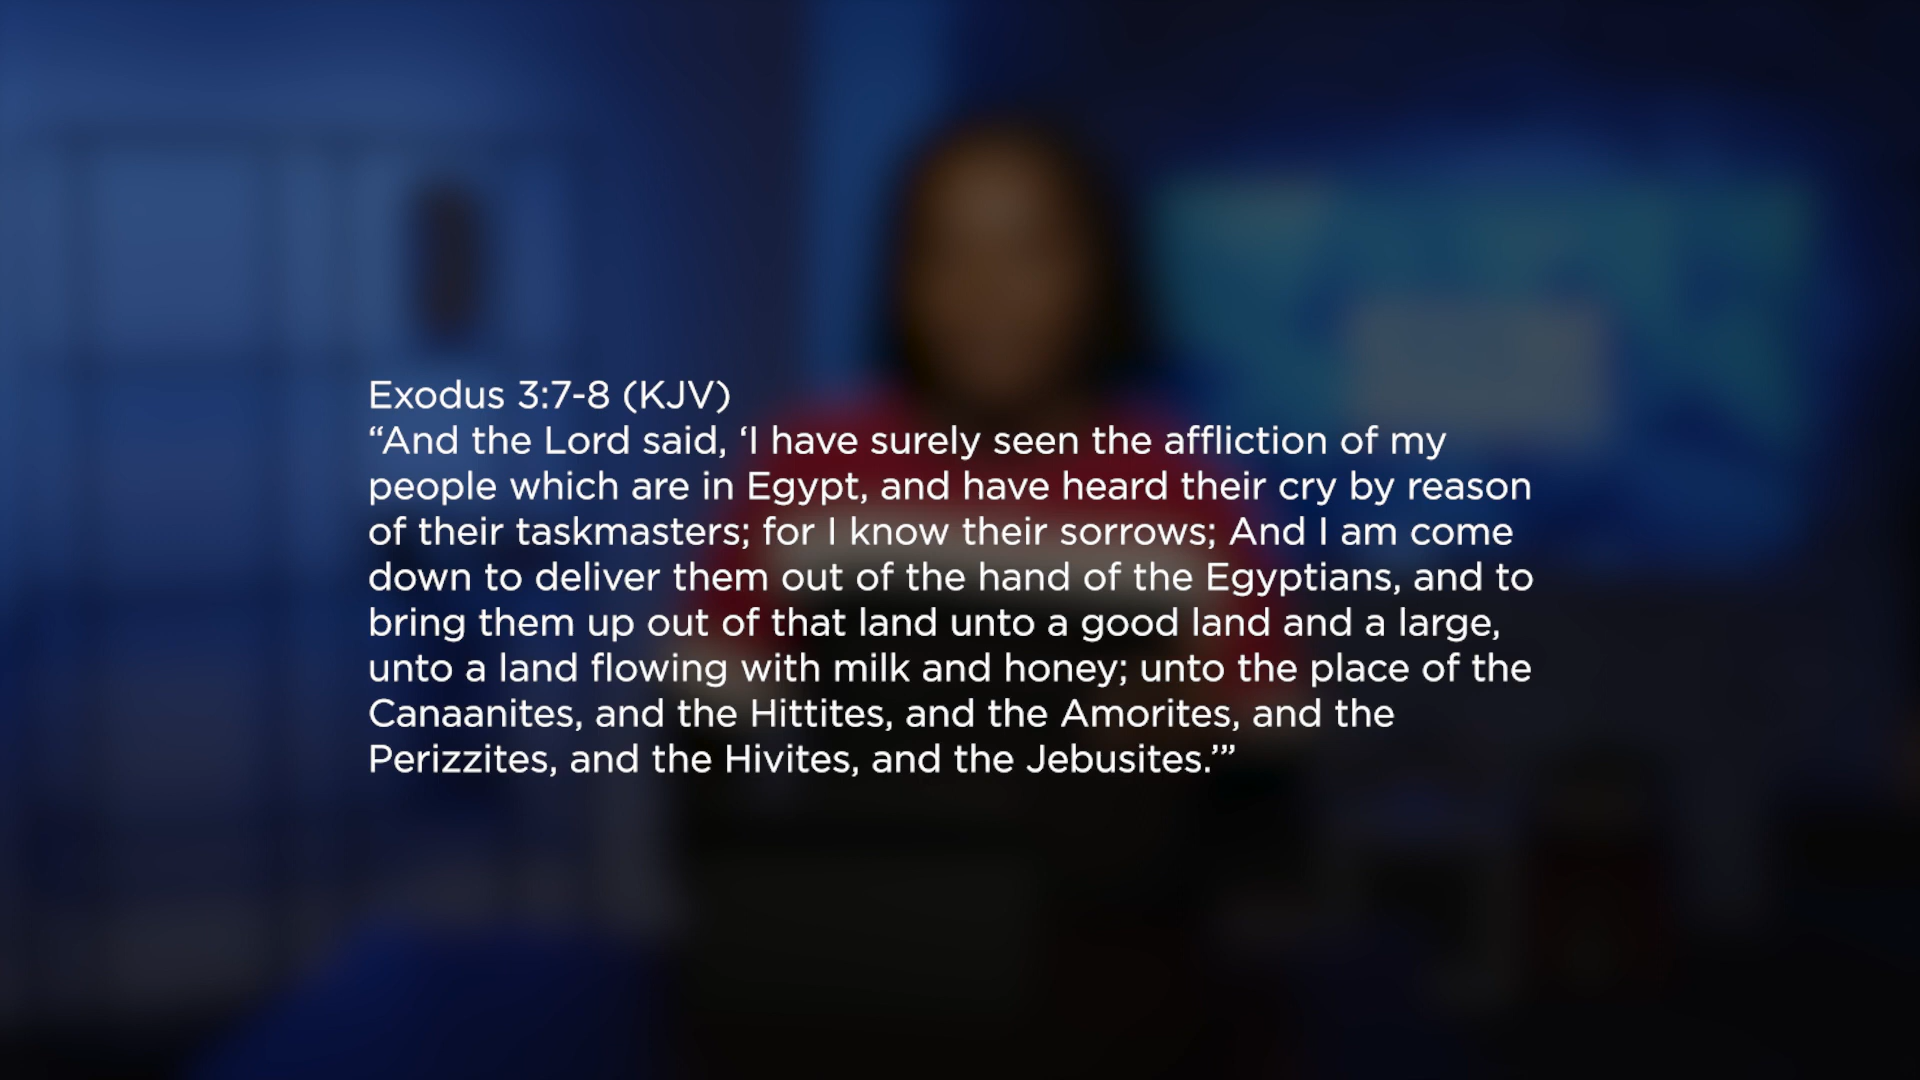 Exodus 3:7-8 (KJV)
“And the Lord said, ‘I have surely seen the affliction of my
people which are in Egypt, and have heard their cry by reason
of their taskmasters; for I know their sorrows; And I am come
down to deliver them out of the hand of the Egyptians, and to
bring them up out of that land unto a good land and a large,
unto a land flowing with milk and honey; unto the place of the
Canaanites, and the Hittites, and the Amorites, and the
Perizzites, and the Hivites, and the Jebusites.’”